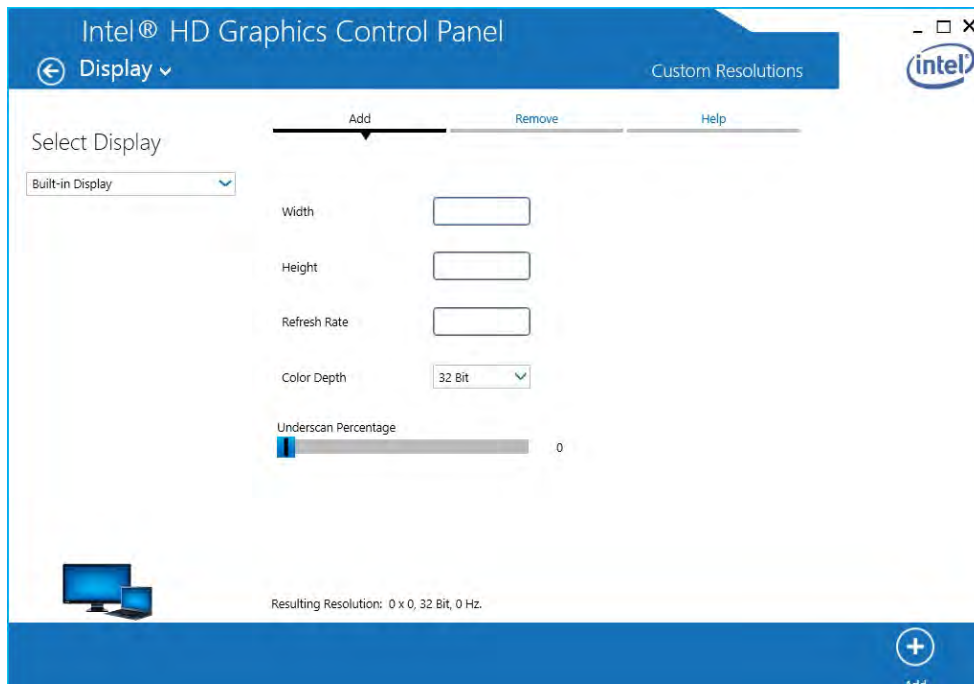 Intel® HD Graphics Control Panel
Display
Custom Resolutions
intel
Select Display
Built-in Display
Add
Remove
Help
Width
Height
Refresh Rate
Color Depth
32 Bit
Underscan Percentage
0
Resulting Resolution: 0 x 0, 32 Bit, 0 Hz.
Add